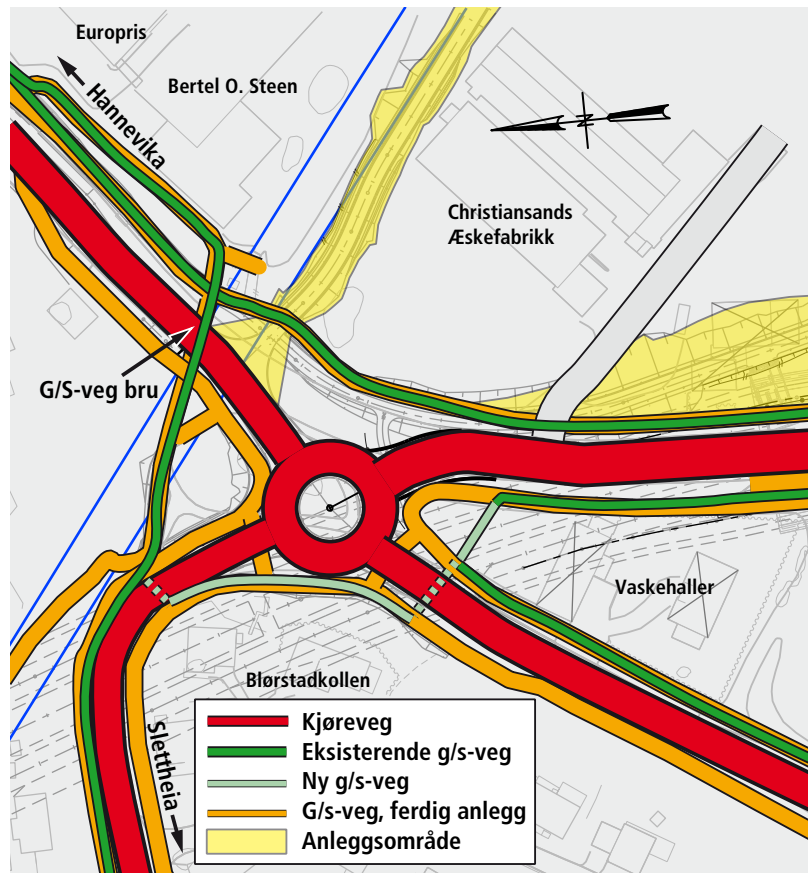 Europris
Bertel O. Steen
Hannevika
N
Christiansands
Æskefabrikk
G/S-veg bru
Vaskehaller
Blørstadkollen
Slettheia
Kjøreveg
Eksisterende g/s-veg
Ny g/s-veg
G/s-veg, ferdig anlegg
Anleggsområde